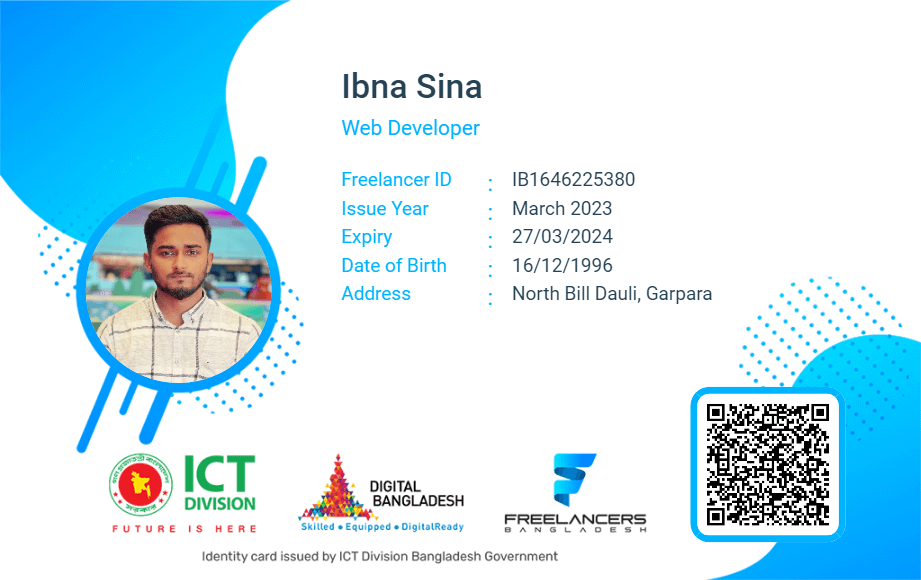 Ibna Sina
Web Developer
Freelancer ID : IB1646225380
Issue Year : March 2023
Expiry : 27/03/2024
Date of Birth : 16/12/1996
Address : North Bill Dauli, Garpara
ICT
DIVISION
FUTURE IS HERE
DIGITAL
BANGLADESH
Skilled • Equipped • DigitalReady
FREELANCERS
BANGLADESH
Identity card issued by ICT Division Bangladesh Government